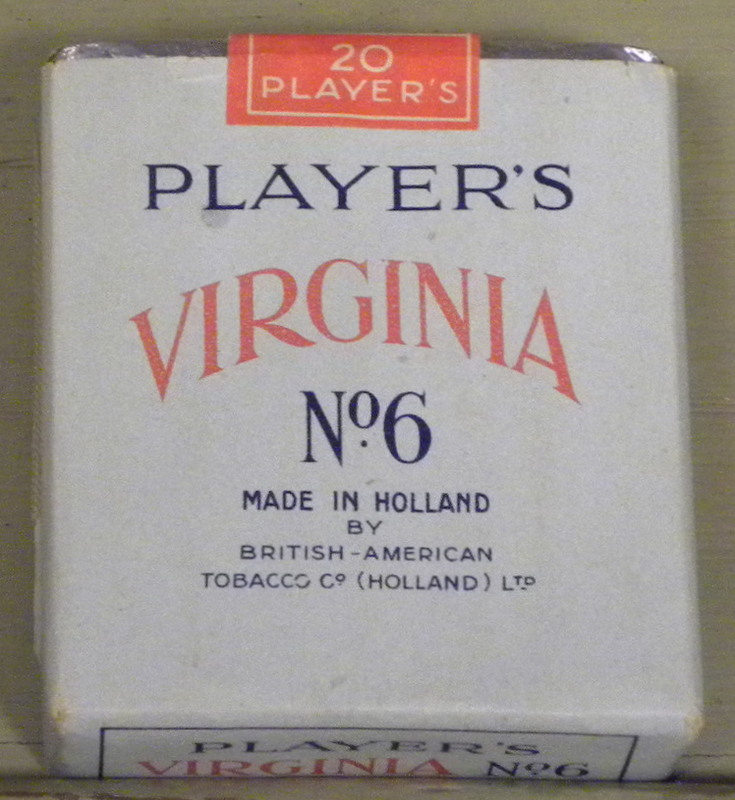 20
PLAYER'S
PLAYER'S
VIRGINIA
Nº6
MADE IN HOLLAND
BY
BRITISH-AMERICAN
TOBACCO Cº (HOLLAND) LTD
PLAYER'S
VIRGINIA Nº6